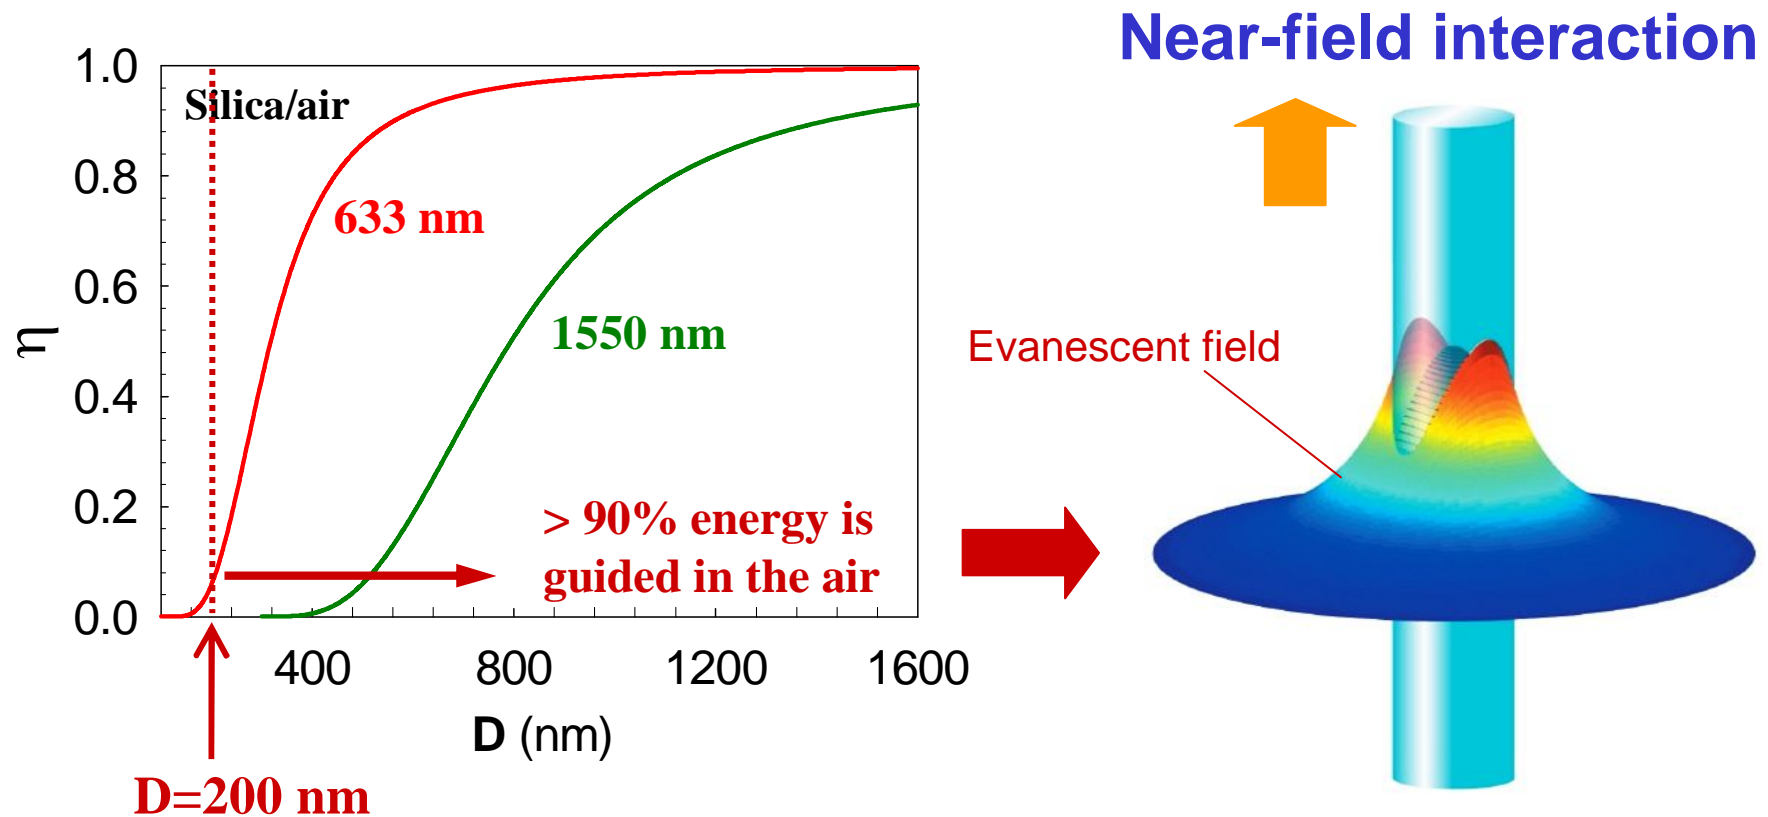 Near-field interaction
1.0
0.8
0.6
0.4
0.2
0.0
η
Silica/air
633 nm
1550 nm
> 90% energy is
guided in the air
400
800
1200
1600
D (nm)
D=200 nm
Evanescent field